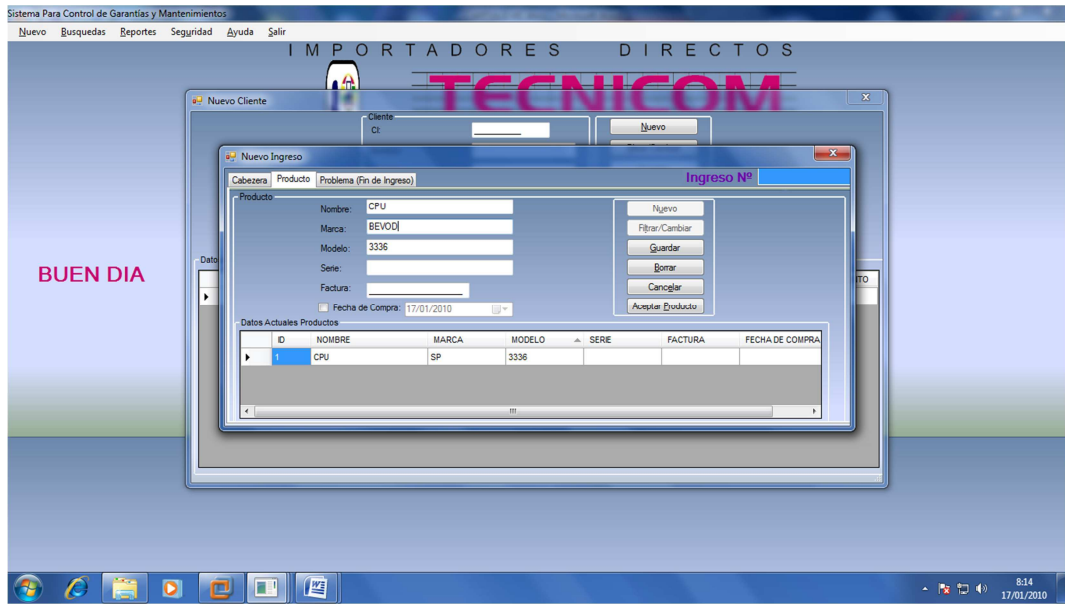 Sistema Para Control de Garantías y Mantenimientos
Nuevo Busquedas Reportes Seguridad Ayuda Salir
IMPORTADORES DIRECTOS
TECNICOM
Nuevo Cliente
Cliente
CI:
Nuevo
Nuevo Ingreso
Cabezera Producto Problema (Fin de Ingreso)
Ingreso Nº
Producto
Nombre: CPU
Nuevo
Marca: BEVOD
Filtrar/Cambiar
Modelo: 3336
Guardar
Serie:
Borrar
Factura:
Cancelar
Fecha de Compra: 17/01/2010
Aceptar Producto
BUEN DIA
Datos Actuales Productos
ID NOMBRE MARCA MODELO SERIE FACTURA FECHA DE COMPRA
1 CPU SP 3336
8:14
17/01/2010